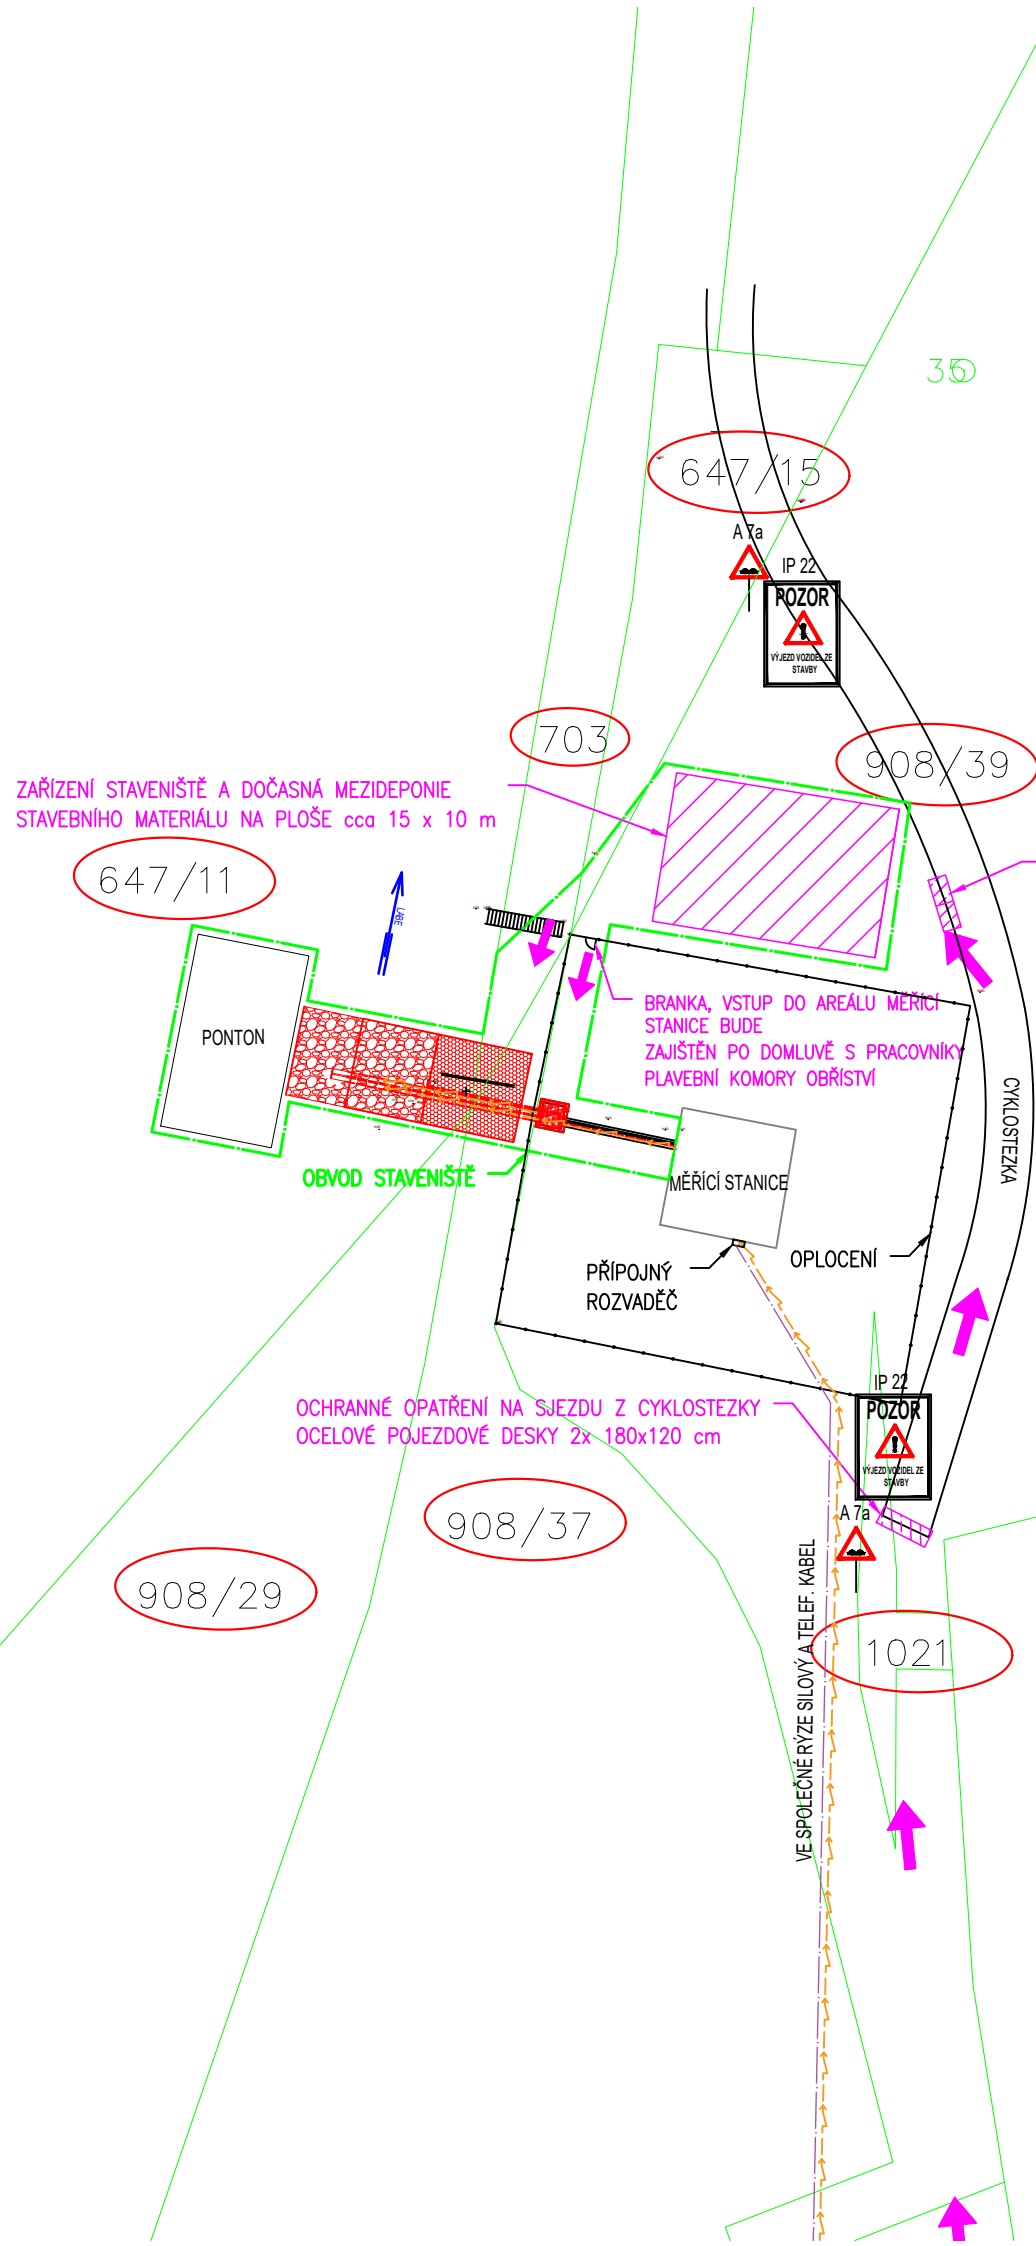 647/15
A 7a
IP 22
POZOR
VÝJEZD VOZIDEL ZE
STAVBY
703
908/39
ZAŘÍZENÍ STAVENIŠTĚ A DOČASNÁ MEZIDEPONIE
STAVEBNÍHO MATERIÁLU NA PLOŠE cca 15 x 10 m
647/11
LABE
BRANKA, VSTUP DO AREÁLU MĚŘÍCÍ
STANICE BUDE
ZAJIŠTĚN PO DOMLUVĚ S PRACOVNÍKY
PLAVEBNÍ KOMORY OBŘÍSTVÍ
PONTON
CYKLOSTEZKA
OBVOD STAVENIŠTĚ
MĚŘÍCÍ STANICE
OPLOCENÍ
PŘÍPOJNÝ
ROZVADĚČ
IP 22
POZOR
VÝJEZD VOZIDEL ZE
STAVBY
OCHRANNÉ OPATŘENÍ NA SJEZDU Z CYKLOSTEZKY
OCELOVÉ POJEZDOVÉ DESKY 2x 180x120 cm
A 7a
908/37
908/29
1021
VE SPOLEČNÉ RÝZE SILOVÝ A TELEF. KABEL